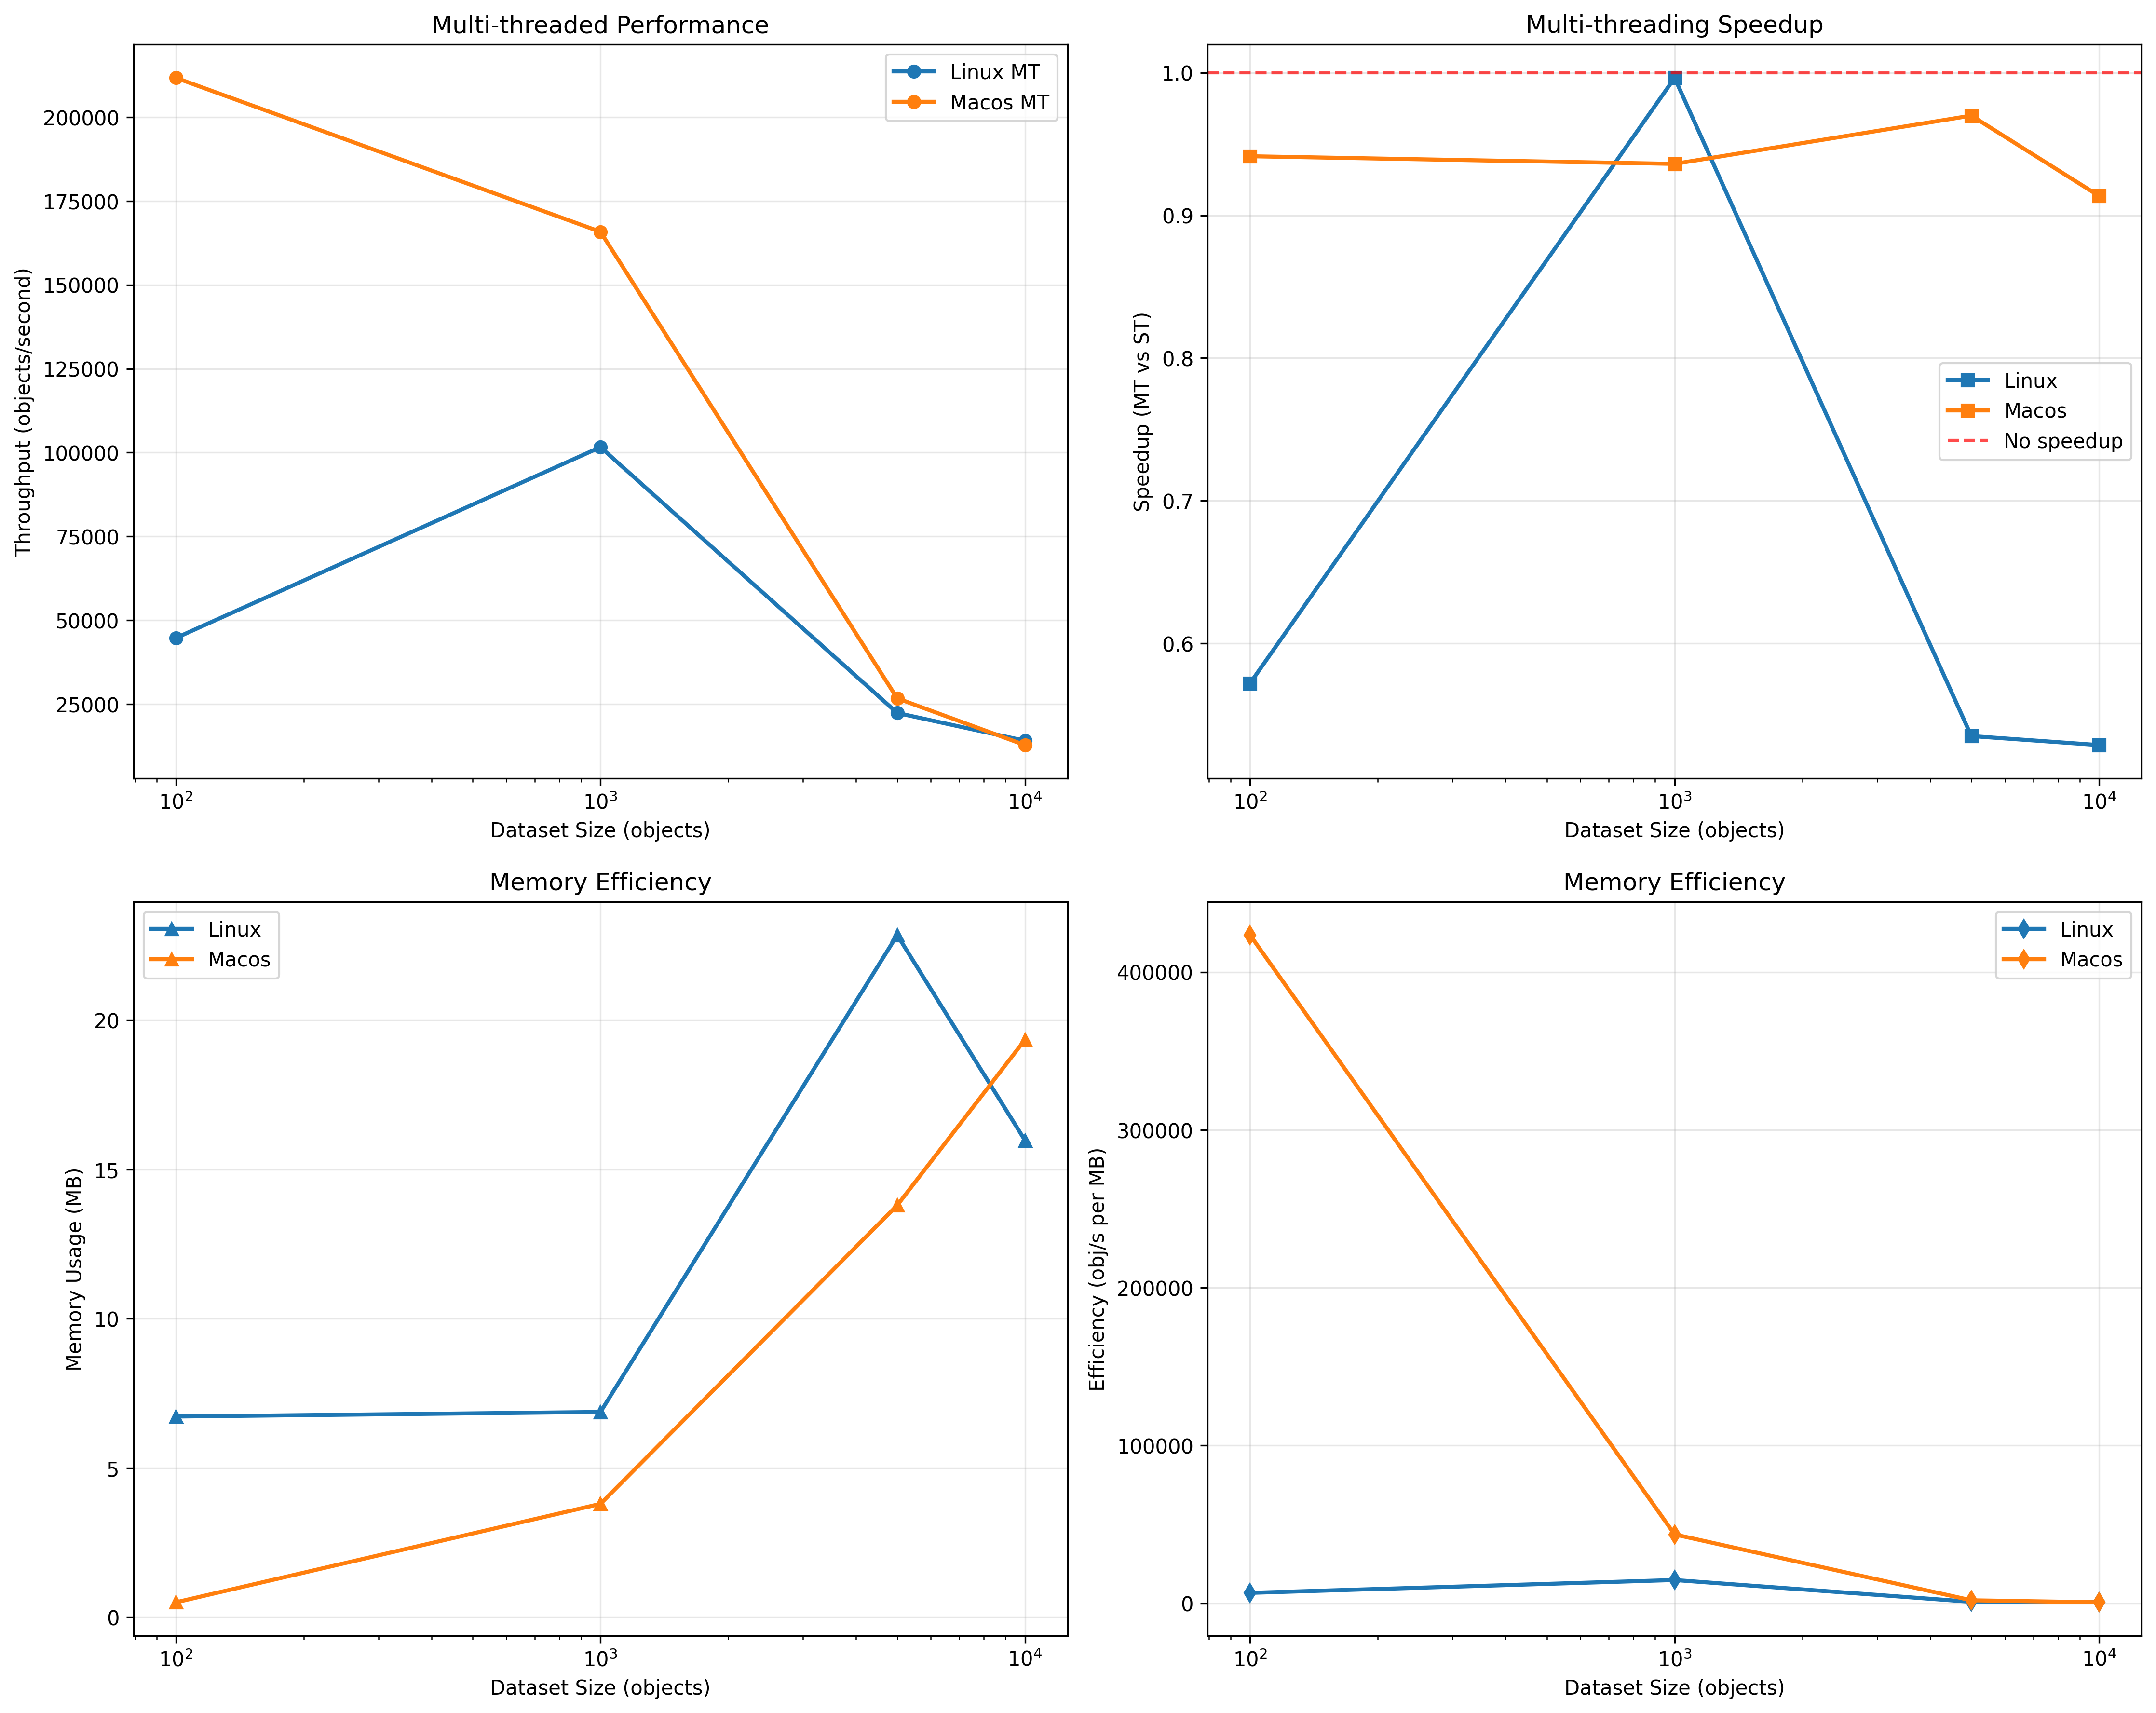 Multi-threaded Performance
Throughput (objects/second)
200000
175000
150000
125000
100000
75000
50000
25000
Linux MT
Macos MT
10²
10³
10⁴
Dataset Size (objects)
Multi-threading Speedup
Speedup (MT vs ST)
1.0
0.9
0.8
0.7
0.6
Linux
Macos
No speedup
10²
10³
10⁴
Dataset Size (objects)
Memory Efficiency
Memory Usage (MB)
20
15
10
5
0
Linux
Macos
10²
10³
10⁴
Dataset Size (objects)
Memory Efficiency
Efficiency (obj/s per MB)
400000
300000
200000
100000
0
Linux
Macos
10²
10³
10⁴
Dataset Size (objects)